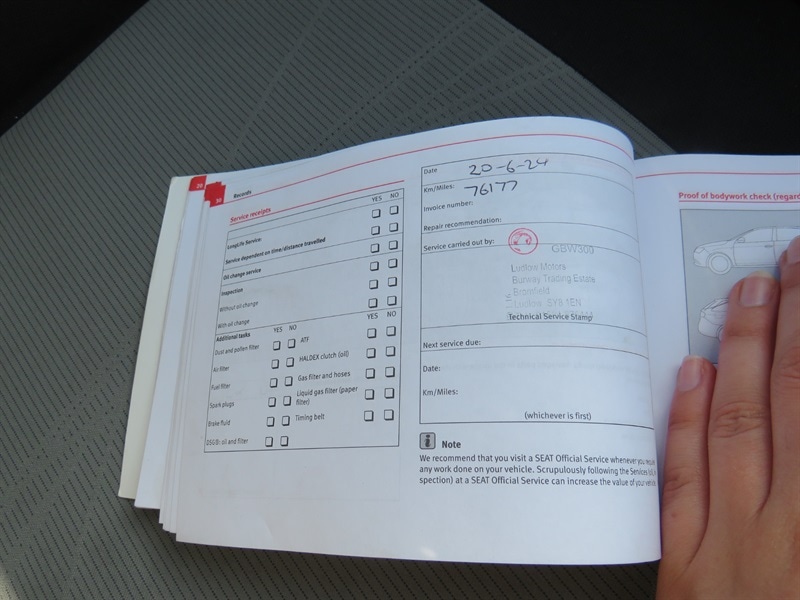 20
30
Records
Service receipts
YES NO
LongLife Service:
Service dependent on time/distance travelled
Oil change service
Inspection
Without oil change
With oil change
Additional tasks YES NO YES NO
Dust and pollen filter ATF
Air filter HALDEX clutch (oil)
Fuel filter Gas filter and hoses
Spark plugs Liquid gas filter (paper
filter)
Brake fluid Timing belt
DSG®: oil and filter
Date 20-6-24
Km/Miles: 76177
Invoice number:
Repair recommendation:
Service carried out by: GBW300
Ludlow Motors
Burway Trading Estate
Bromfield
Ludlow SY8 1EN
Technical Service Stamp
Next service due:
Date:
Km/Miles:
(whichever is first)
i Note
We recommend that you visit a SEAT Official Service whenever you
any work done on your vehicle. Scrupulously following the Services
spection) at a SEAT Official Service can increase the value of your
Proof of bodywork check